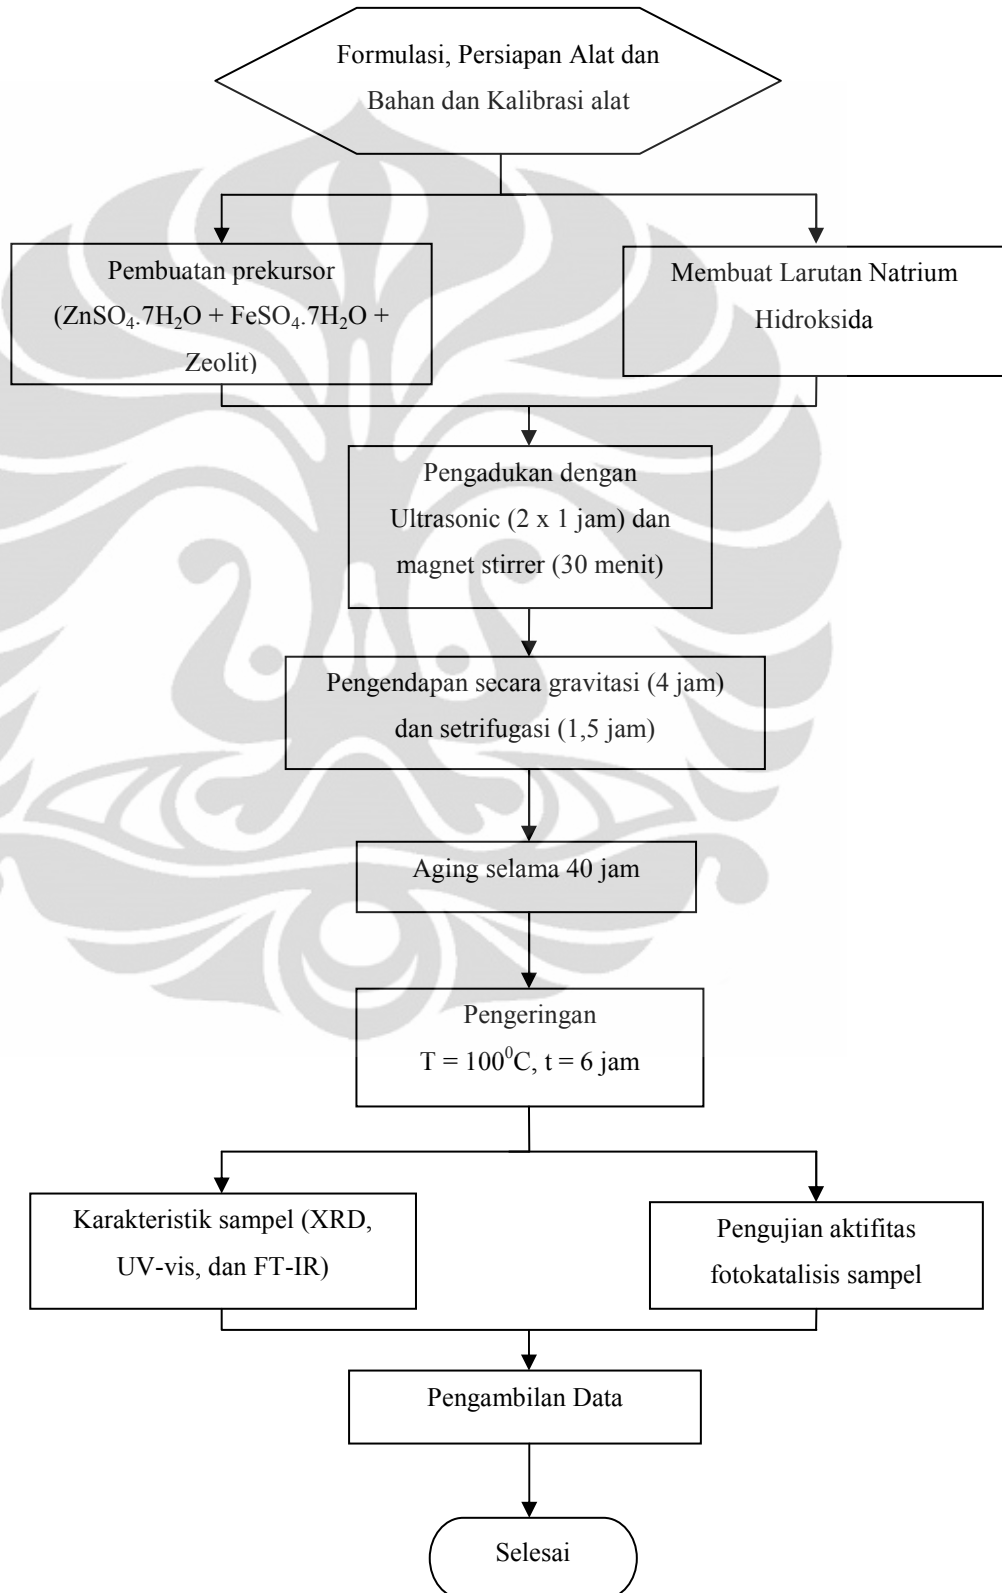 Formulasi, Persiapan Alat dan
Bahan dan Kalibrasi alat
Pembuatan prekursor
(ZnSO₄.7H₂O + FeSO₄.7H₂O +
Zeolit)
Membuat Larutan Natrium
Hidroksida
Pengadukan dengan
Ultrasonic (2 x 1 jam) dan
magnet stirrer (30 menit)
Pengendapan secara gravitasi (4 jam)
dan setrifugasi (1,5 jam)
Aging selama 40 jam
Pengeringan
T = 100⁰C, t = 6 jam
Karakteristik sampel (XRD,
UV-vis, dan FT-IR)
Pengujian aktifitas
fotokatalisis sampel
Pengambilan Data
Selesai